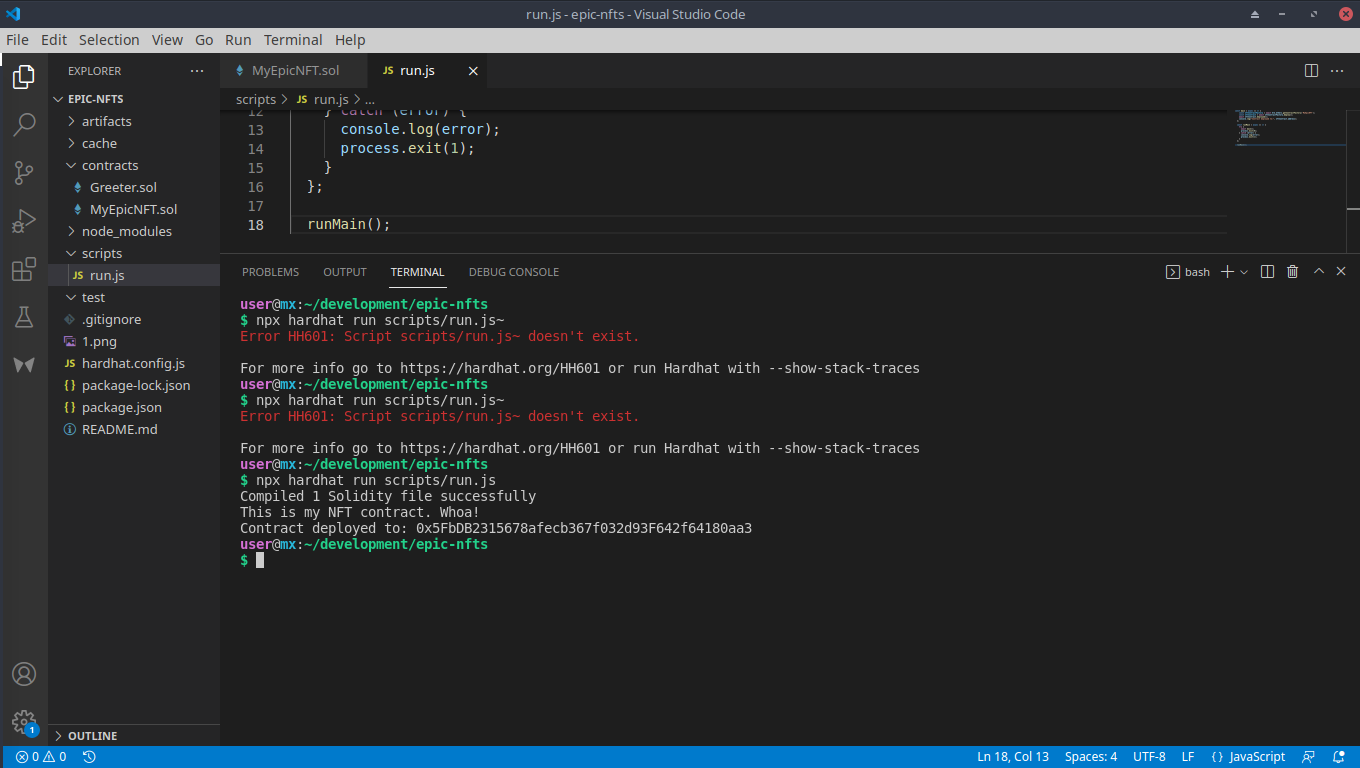 run.js - epic-nfts - Visual Studio Code
File Edit Selection View Go Run Terminal Help
EXPLORER
EPIC-NFTS
artifacts
cache
contracts
Greeter.sol
MyEpicNFT.sol
node_modules
scripts
JS run.js
test
.gitignore
1.png
JS hardhat.config.js
{} package-lock.json
{} package.json
README.md
OUTLINE
MyEpicNFT.sol JS run.js
scripts > JS run.js > ...
12 } catch (error) {
13 console.log(error);
14 process.exit(1);
15 }
16 };
17
18 runMain();
PROBLEMS OUTPUT TERMINAL DEBUG CONSOLE bash
user@mx:~/development/epic-nfts
$ npx hardhat run scripts/run.js~
Error HH601: Script scripts/run.js~ doesn't exist.
For more info go to https://hardhat.org/HH601 or run Hardhat with --show-stack-traces
user@mx:~/development/epic-nfts
$ npx hardhat run scripts/run.js~
Error HH601: Script scripts/run.js~ doesn't exist.
For more info go to https://hardhat.org/HH601 or run Hardhat with --show-stack-traces
user@mx:~/development/epic-nfts
$ npx hardhat run scripts/run.js
Compiled 1 Solidity file successfully
This is my NFT contract. Whoa!
Contract deployed to: 0x5FbDB2315678afecb367f032d93F642f64180aa3
user@mx:~/development/epic-nfts
$
1
0 0 Ln 18, Col 13 Spaces: 4 UTF-8 LF {} JavaScript